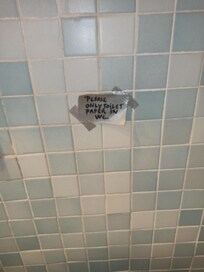 PLEASE
ONLY TOILET
PAPER IN
WC